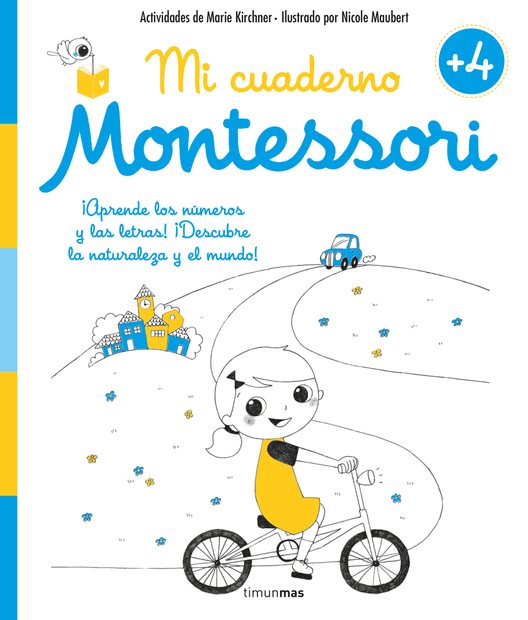 Actividades de Marie Kirchner · Ilustrado por Nicole Maubert
+4
Mi cuaderno
Montessori
¡Aprende los números
y las letras! ¡Descubre
la naturaleza y el mundo!
timunmas